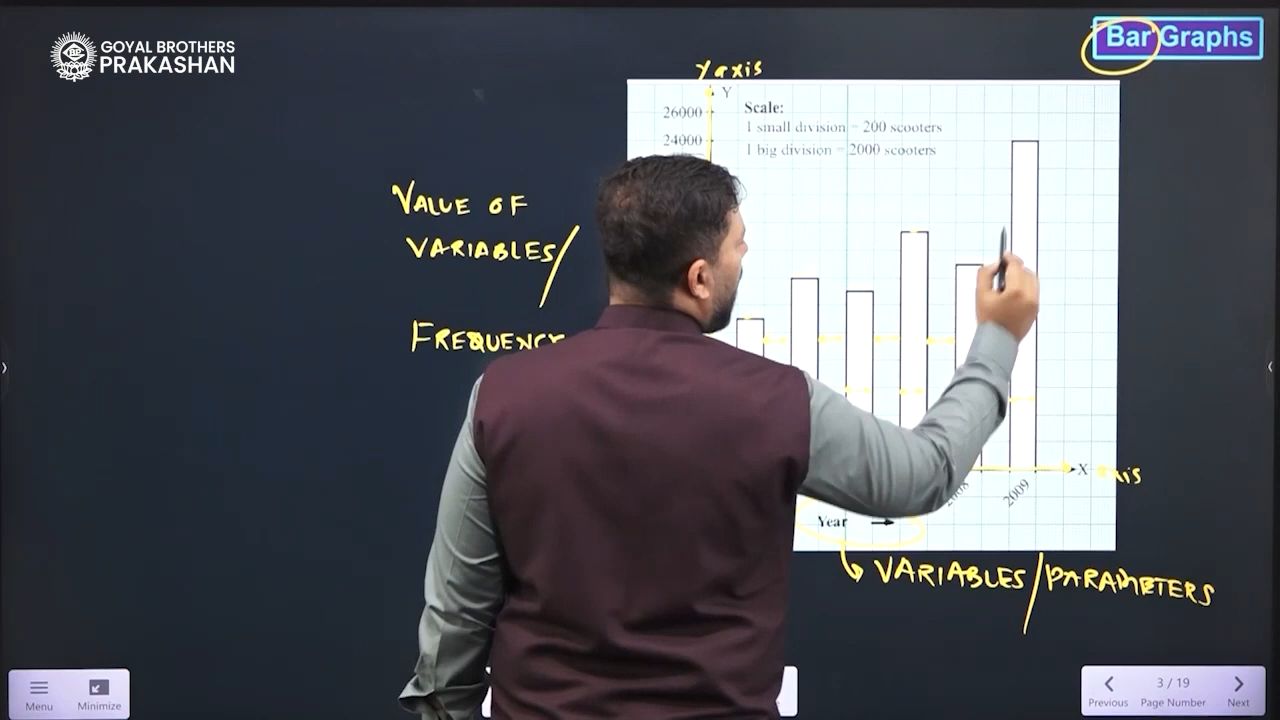 GOYAL BROTHERS
PRAKASHAN
Bar Graphs
Y axis
Y
26000
24000
Scale:
1 small division = 200 scooters
1 big division = 2000 scooters
VALUE OF
VARIABLES/
FREQUENCY
X axis
2008
2009
Year
VARIABLES/PARAMETERS
Menu
Minimize
3 / 19
Previous
Page Number
Next